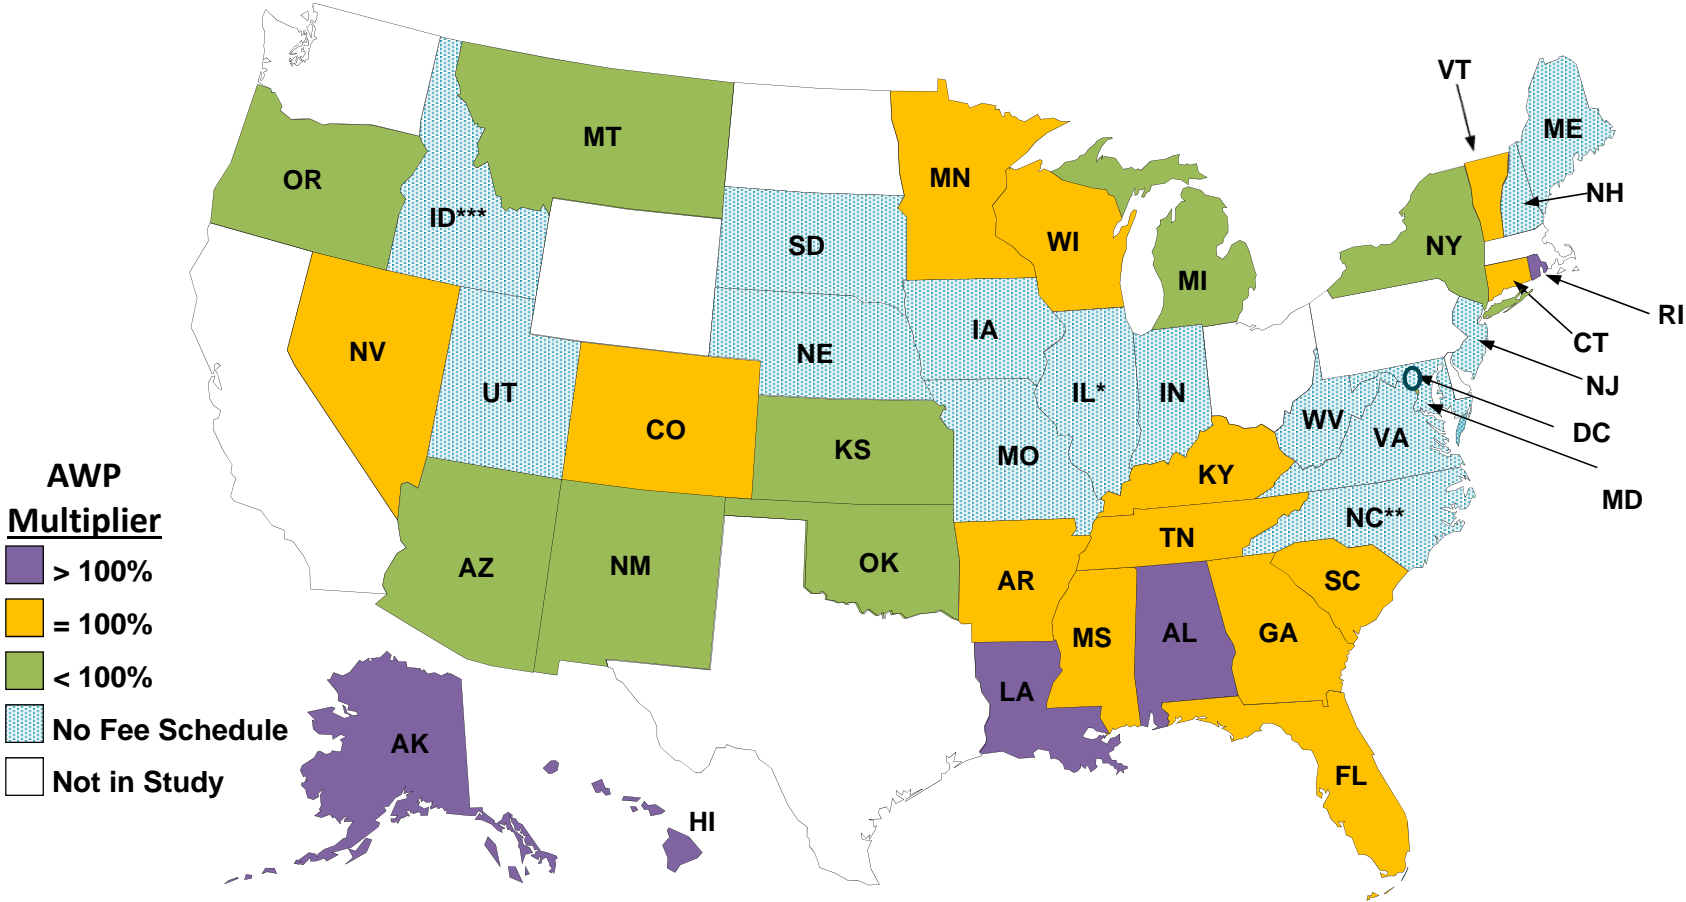 VT
ME
MT
MN
OR
NH
ID***
WI
SD
NY
MI
RI
IA
CT
NV
NE
NJ
UT
IL*
IN
CO
WV
DC
VA
KS
MO
KY
AWP
Multiplier
MD
NC**
TN
> 100%
AZ
NM
OK
AR
SC
= 100%
MS
AL
GA
< 100%
LA
No Fee Schedule
AK
FL
Not in Study
HI